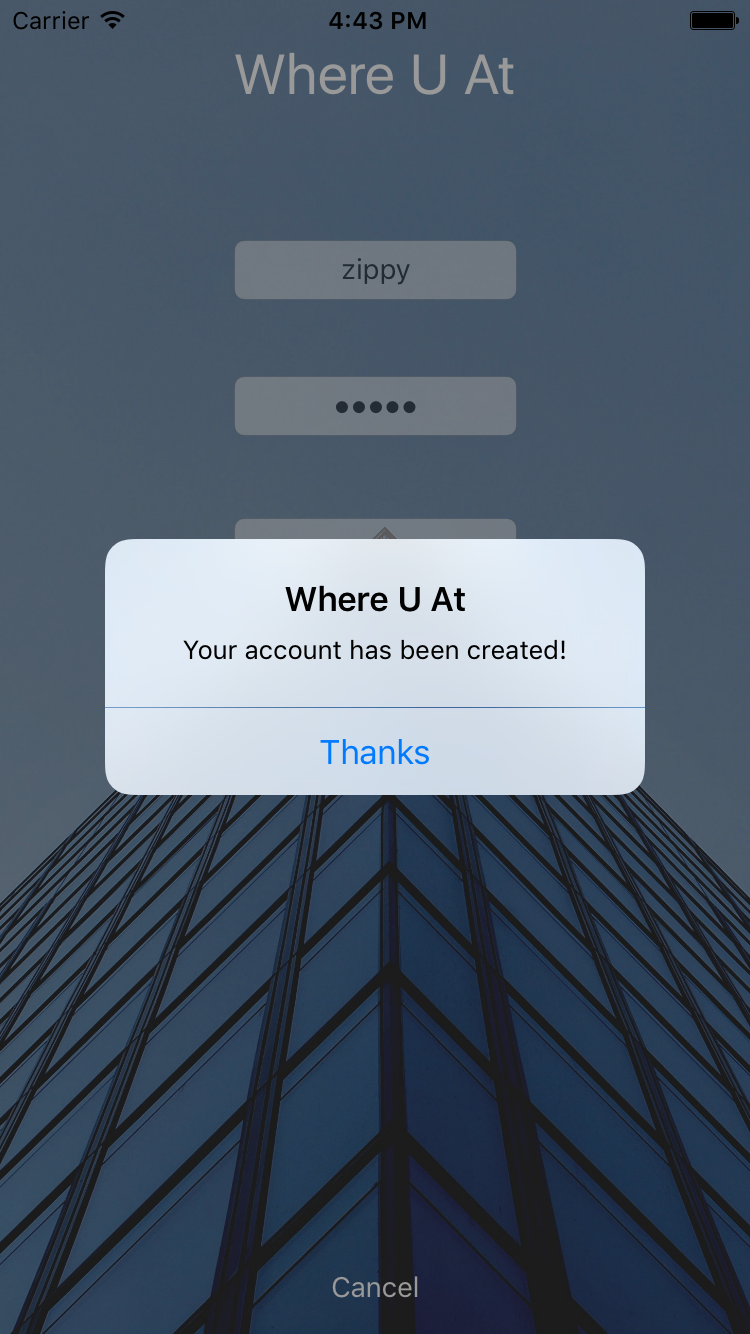 Carrier 4:43 PM
Where U At
zippy
•••••
Where U At
Your account has been created!
Thanks
Cancel